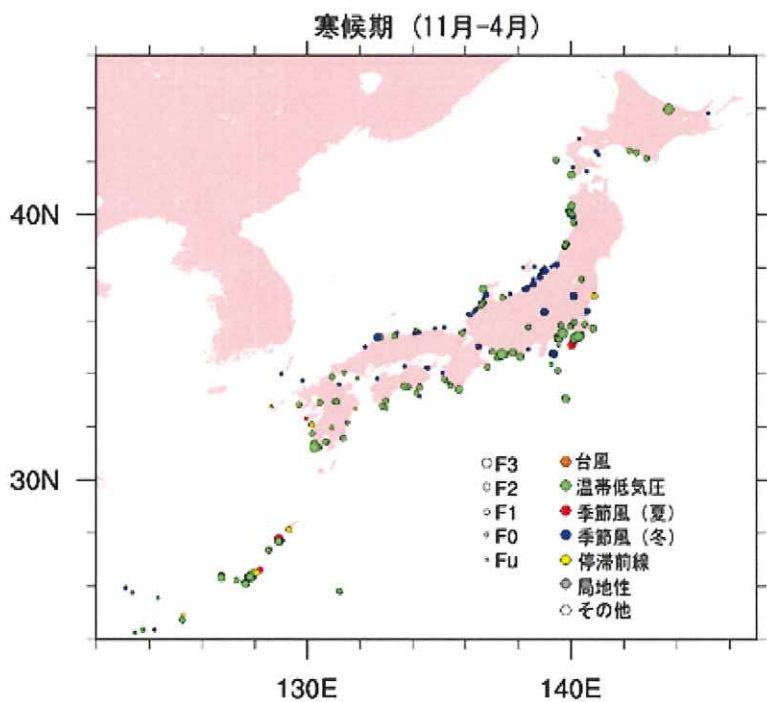 寒候期 (11月-4月)
40N
30N
F3
F2
F1
F0
Fu
台風
温帯低気圧
季節風 (夏)
季節風 (冬)
停滞前線
局地性
その他
130E
140E